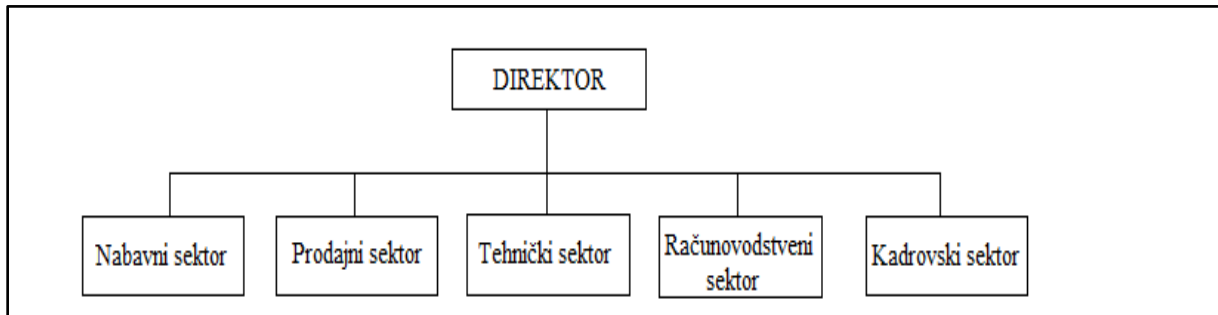 DIREKTOR
Nabavni sektor
Prodajni sektor
Tehnički sektor
Računovodstveni
sektor
Kadrovski sektor